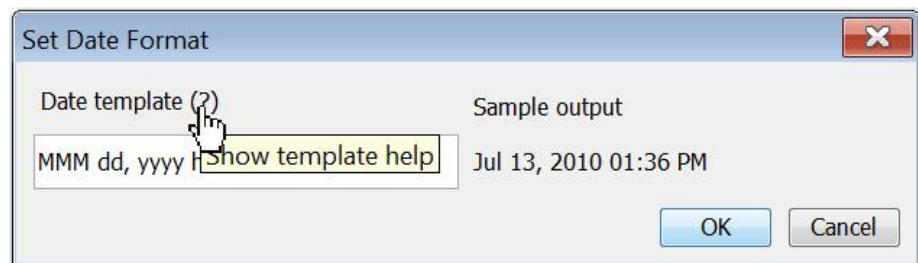 Set Date Format
Date template (?)
Sample output
MMM dd, yyyy
Show template help
Jul 13, 2010 01:36 PM
OK
Cancel